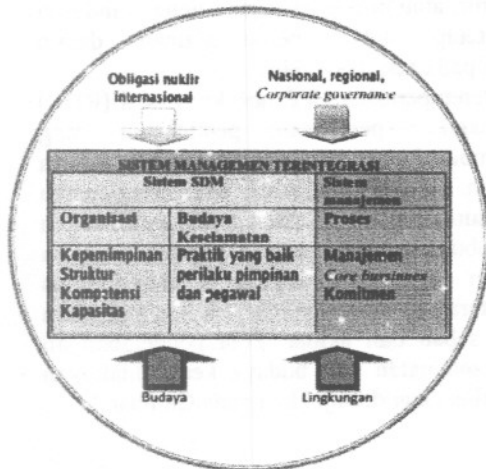 Obligasi nuklir
internasional
Nasional, regional,
Corporate governance
SISTEM MANAGEMEN TERINTEGRASI
Sistem SDM
Sistem
manajemen
Organisasi
Budaya
Keselamatan
Proses
Kepemimpinan
Struktur
Kompetensi
Kapasitas
Praktik yang baik
perilaku pimpinan
dan pegawai
Manajemen
Core bursinnes
Komitmen
Budaya
Lingkungan